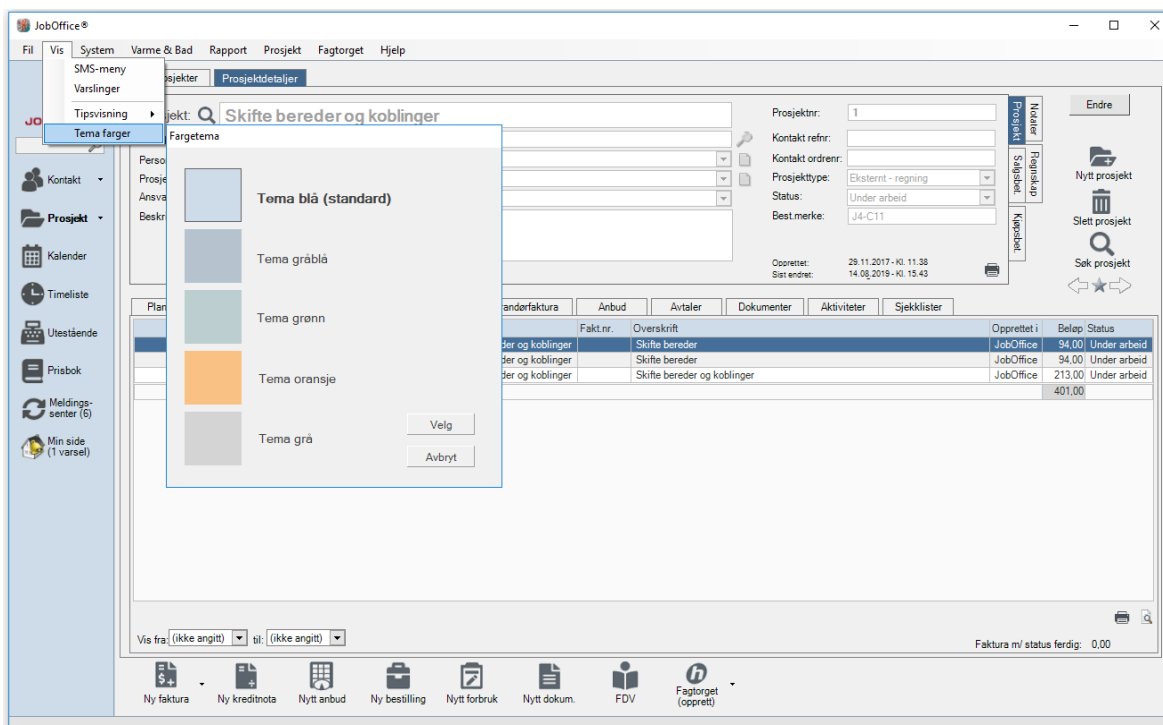 JobOffice®
Fil Vis System Varme & Bad Rapport Prosjekt Fagtorget Hjelp
SMS-meny
Varslinger
Tipsvisning
Tema farger
Prosjektdetaljer
Skifte bereder og koblinger
Prosjektnr: 1
Kontakt refnr:
Kontakt ordrenr:
Prosjekttype: Eksternt - regning
Status: Under arbeid
Best.merke: J4-C11
Opprettet: 29.11.2017 - Kl. 11.38
Sist endret: 14.08.2019 - Kl. 15.43
Prosjekt
Notater
Salgsbet.
Regnskap
Kjøpsbet.
Endre
Nytt prosjekt
Slett prosjekt
Søk prosjekt
Kontakt
Prosjekt
Kalender
Timeliste
Utestående
Prisbok
Meldings-
senter (6)
Min side
(1 varsel)
Fargetema
Tema blå (standard)
Tema gråblå
Tema grønn
Tema oransje
Tema grå
Velg
Avbryt
Anbud Avtaler Dokumenter Aktiviteter Sjekklister
Fakt.nr. Overskrift Opprettet i Beløp Status
og koblinger Skifte bereder JobOffice 94,00 Under arbeid
og koblinger Skifte bereder JobOffice 94,00 Under arbeid
og koblinger Skifte bereder og koblinger JobOffice 213,00 Under arbeid
401,00
Vis fra: (ikke angitt) til: (ikke angitt)
Faktura m/ status ferdig: 0,00
Ny faktura Ny kreditnota Nytt anbud Ny bestilling Nytt forbruk Nytt dokum. FDV Fagtorget
(opprett)